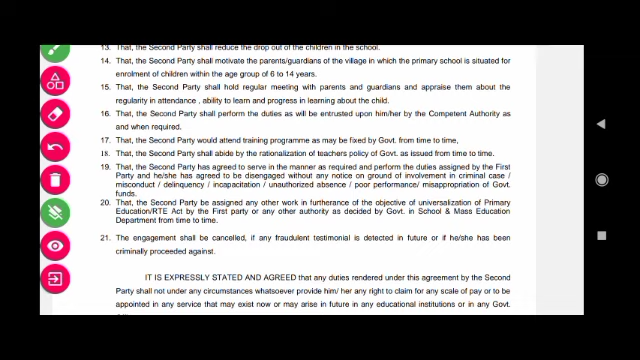 13. That, the Second Party shall reduce the drop out of the children in the school.
14. That, the Second Party shall motivate the parents/guardians of the village in which the primary school is situated for
enrolment of children within the age group of 6 to 14 years.
15. That, the Second Party shall hold regular meeting with parents and guardians and appraise them about the
regularity in attendance , ability to learn and progress in learning about the child.
16. That, the Second Party shall perform the duties as will be entrusted upon him/her by the Competent Authority as
and when required.
17. That, the Second Party would attend training programme as may be fixed by Govt. from time to time,
18. That, the Second Party shall abide by the rationalization of teachers policy of Govt. as issued from time to time.
19. That, the Second Party has agreed to serve in the manner as required and perform the duties assigned by the First
Party and he/she has agreed to be disengaged without any notice on ground of involvement in criminal case /
misconduct / delinquency / incapacitation / unauthorized absence / poor performance/ misappropriation of Govt.
funds.
20. That, the Second Party be assigned any other work in furtherance of the objective of universalization of Primary
Education/RTE Act by the First party or any other authority as decided by Govt. in School & Mass Education
Department from time to time.
21. The engagement shall be cancelled, if any fraudulent testimonial is detected in future or if he/she has been
criminally proceeded against.
IT IS EXPRESSLY STATED AND AGREED that any duties rendered under this agreement by the Second
Party shall not under any circumstances whatsoever provide him/ her any right to claim for any scale of pay or to be
appointed in any service that may exist now or may arise in future in any educational institutions or in any Govt.